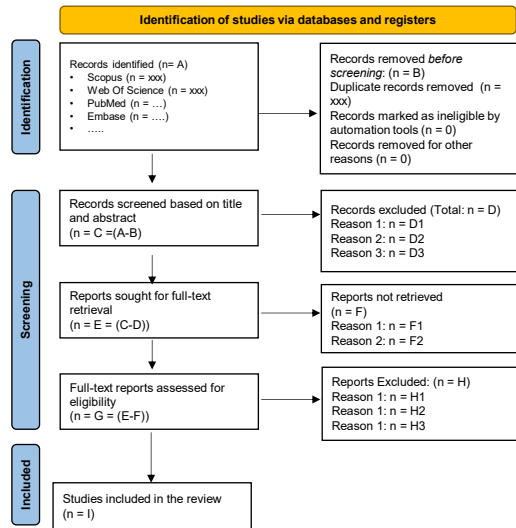 Identification of studies via databases and registers
Identification
Records identified (n= A)
• Scopus (n = xxx)
• Web Of Science (n = xxx)
• PubMed (n = ...)
• Embase (n = ....)
• .....
Records removed before
screening: (n = B)
Duplicate records removed (n
= xxx)
Records marked as ineligible by
automation tools (n = 0)
Records removed for other
reasons (n = 0)
Screening
Records screened based on title
and abstract
(n = C =(A-B)
Records excluded (Total: n = D)
Reason 1: n = D1
Reason 2: n = D2
Reason 3: n = D3
Reports sought for full-text
retrieval
(n = E = (C-D))
Reports not retrieved
(n = F)
Reason 1: n = F1
Reason 2: n = F2
Full-text reports assessed for
eligibility
(n = G = (E-F))
Reports Excluded: (n = H)
Reason 1: n = H1
Reason 1: n = H2
Reason 1: n = H3
Included
Studies included in the review
(n = I)